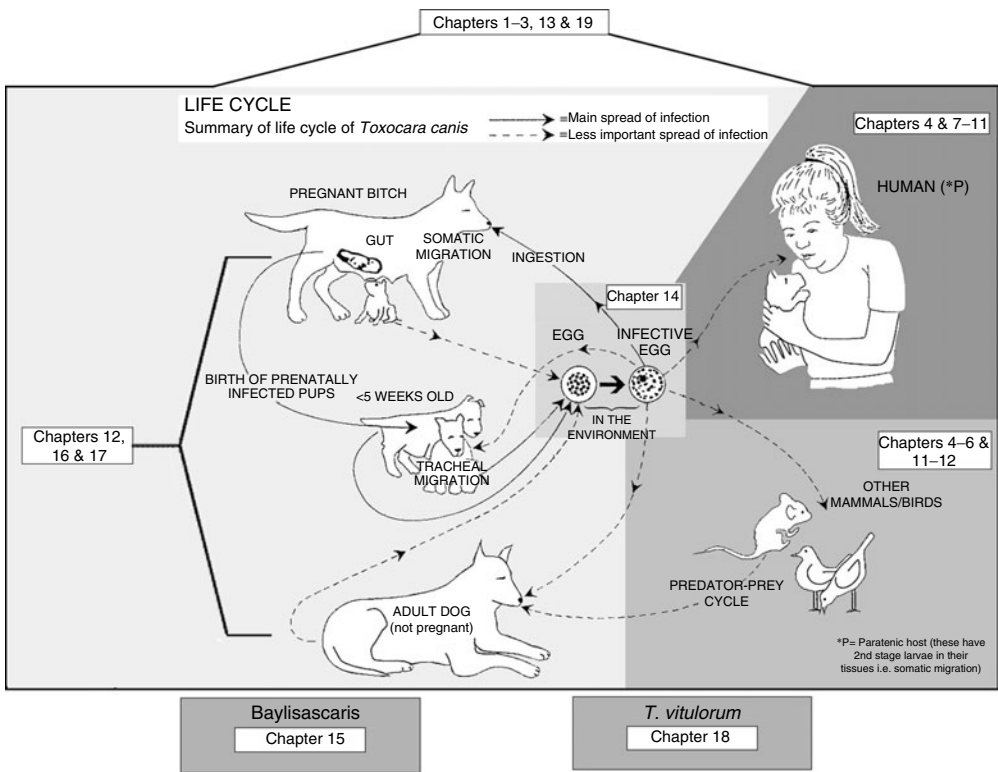 Chapters 1–3, 13 & 19
LIFE CYCLE
Summary of life cycle of Toxocara canis
=Main spread of infection
=Less important spread of infection
Chapters 4 & 7–11
HUMAN (*P)
PREGNANT BITCH
GUT
SOMATIC
MIGRATION
INGESTION
Chapter 14
EGG
INFECTIVE
EGG
IN THE
ENVIRONMENT
BIRTH OF PRENATALLY
INFECTED PUPS
<5 WEEKS OLD
TRACHEAL
MIGRATION
Chapters 12,
16 & 17
Chapters 4–6 &
11–12
OTHER
MAMMALS/BIRDS
PREDATOR-PREY
CYCLE
ADULT DOG
(not pregnant)
*P= Paratenic host (these have
2nd stage larvae in their
tissues i.e. somatic migration)
Baylisascaris
Chapter 15
T. vitulorum
Chapter 18